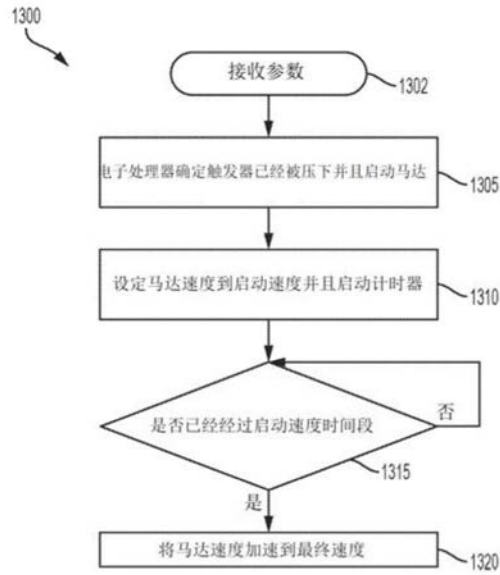 1300
接收参数
1302
电子处理器确定触发器已经被压下并且启动马达
1305
设定马达速度到启动速度并且启动计时器
1310
是否已经经过启动速度时间段
否
1315
是
将马达速度加速到最终速度
1320